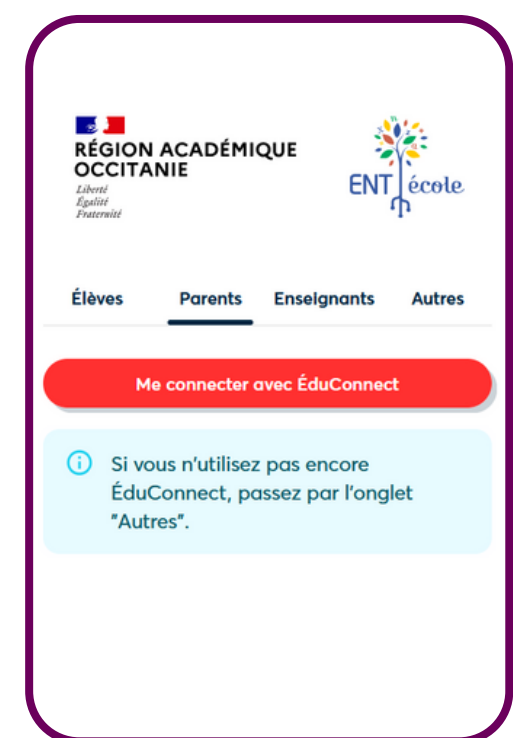 RÉGION ACADÉMIQUE
OCCITANIE
Liberté
Égalité
Fraternité
ENT école
Élèves Parents Enseignants Autres
Me connecter avec ÉduConnect
Si vous n'utilisez pas encore
ÉduConnect, passez par l'onglet
"Autres".